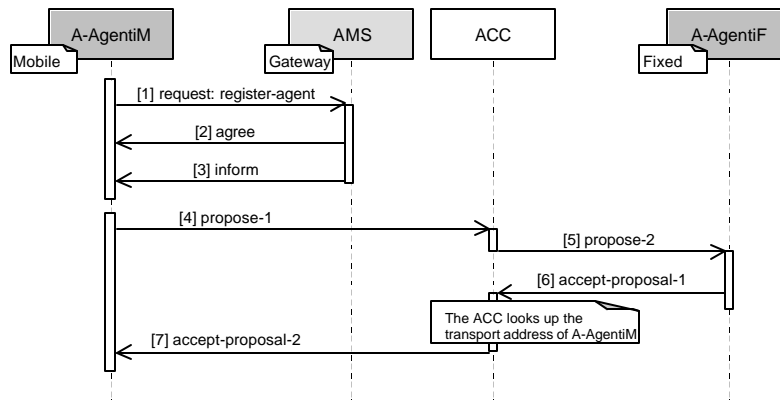 A-AgentiM
AMS
ACC
A-AgentiF
Mobile
Gateway
Fixed
[1] request: register-agent
[2] agree
[3] inform
[4] propose-1
[5] propose-2
[6] accept-proposal-1
The ACC looks up the
transport address of A-AgentiM
[7] accept-proposal-2